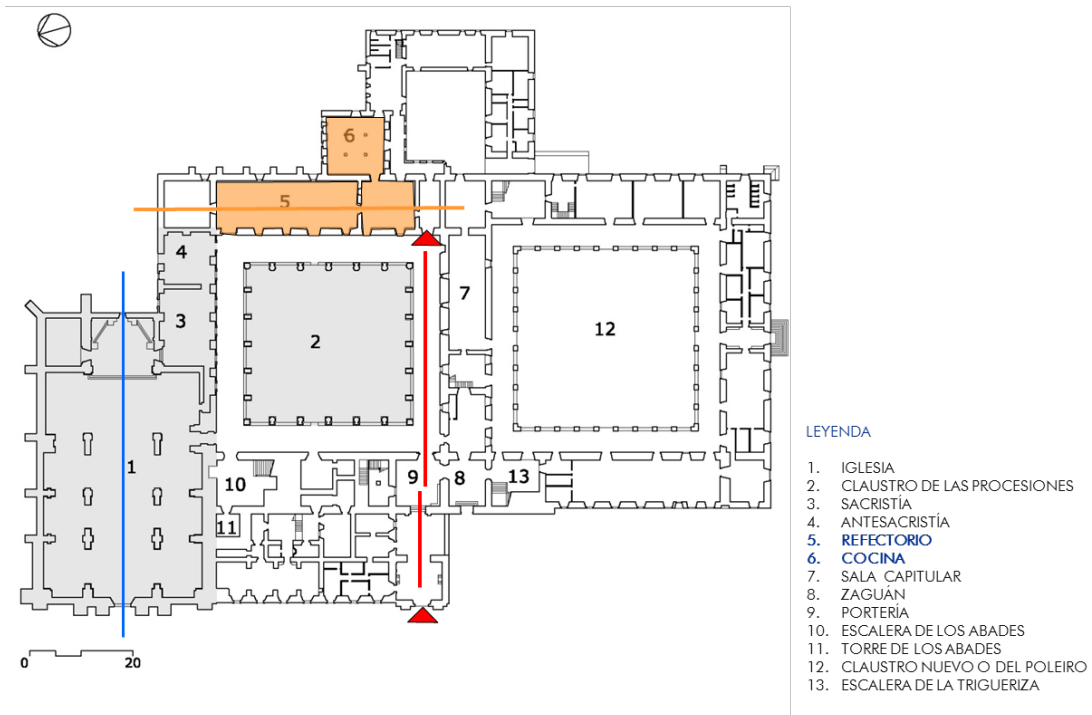 6
5
4
3
7
2
12
1
10
9
8
13
11
0 20
LEYENDA
1. IGLESIA
2. CLAUSTRO DE LAS PROCESIONES
3. SACRISTÍA
4. ANTESACRISTÍA
5. REFECTORIO
6. COCINA
7. SALA CAPITULAR
8. ZAGUÁN
9. PORTERÍA
10. ESCALERA DE LOS ABADES
11. TORRE DE LOS ABADES
12. CLAUSTRO NUEVO O DEL POLEIRO
13. ESCALERA DE LA TRIGUERIZA